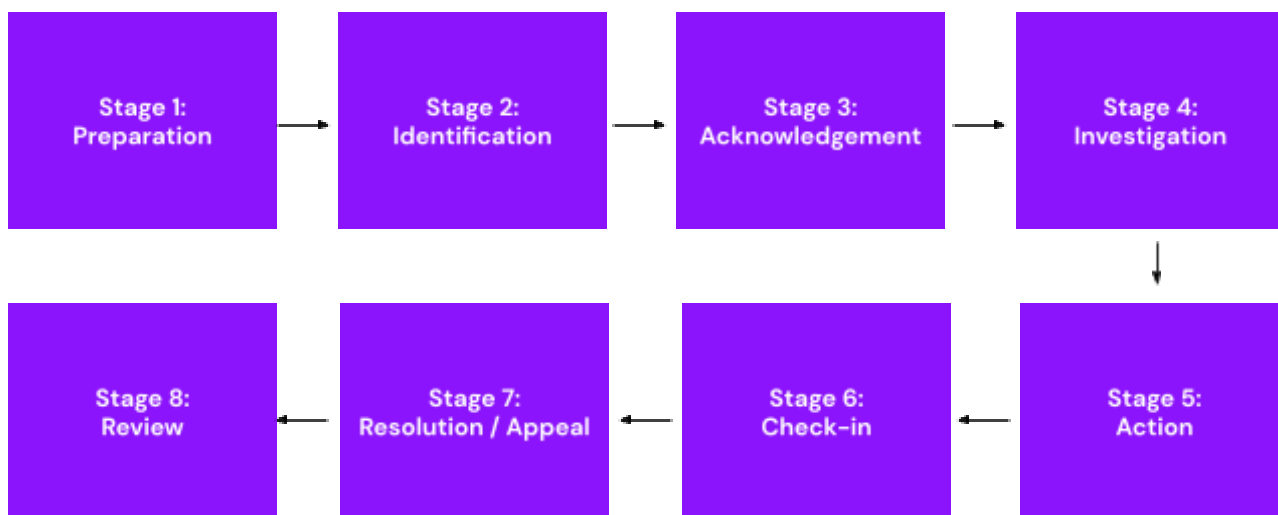 Stage 1:
Preparation
Stage 2:
Identification
Stage 3:
Acknowledgement
Stage 4:
Investigation
Stage 5:
Action
Stage 6:
Check-in
Stage 7:
Resolution / Appeal
Stage 8:
Review